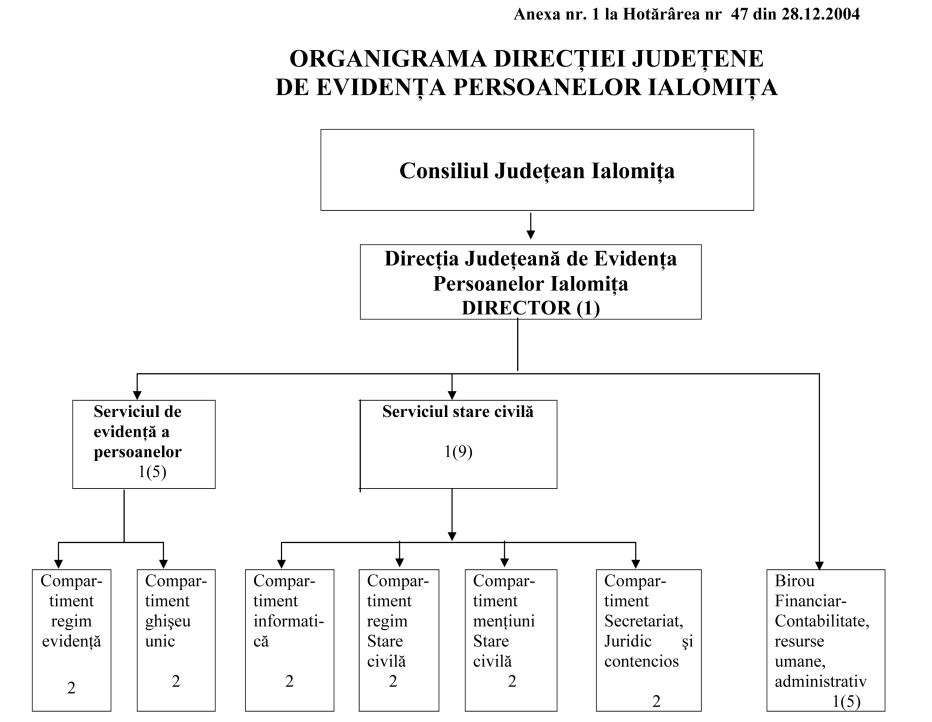 Anexa nr. 1 la Hotărârea nr  47 din 28.12.2004
ORGANIGRAMA DIRECȚIEI JUDEȚENE
DE EVIDENȚA PERSOANELOR IALOMIȚA
Consiliul Județean Ialomița
Direcția Județeană de Evidența
Persoanelor Ialomița
DIRECTOR (1)
Serviciul de
evidență a
persoanelor
1(5)
Serviciul stare civilă
1(9)
Compar-
timent
regim
evidență
2
Compar-
timent
ghişeu
unic
2
Compar-
timent
informati-
că
2
Compar-
timent
regim
Stare
civilă
2
Compar-
timent
mențiuni
Stare
civilă
2
Compar-
timent
Secretariat,
Juridic şi
contencios
2
Birou
Financiar-
Contabilitate,
resurse
umane,
administrativ
1(5)